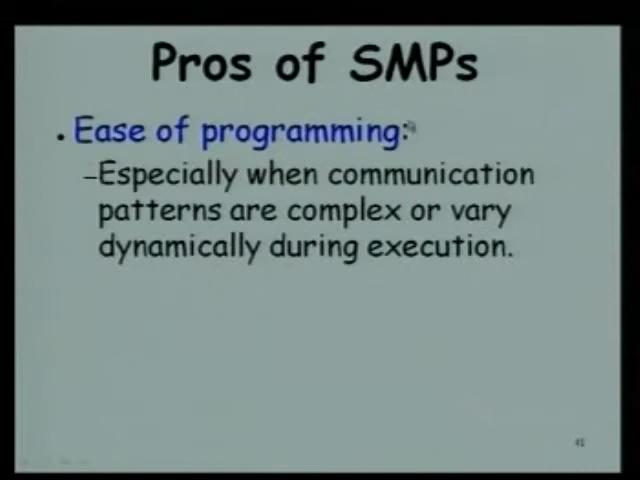 Pros of SMPs
. Ease of programming:
–Especially when communication
patterns are complex or vary
dynamically during execution.